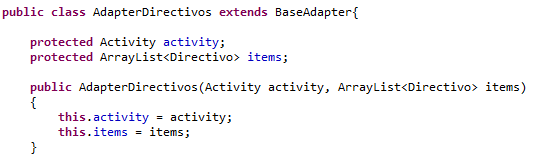 public class AdapterDirectivos extends BaseAdapter{
protected Activity activity;
protected ArrayList<Directivo> items;
public AdapterDirectivos(Activity activity, ArrayList<Directivo> items)
{
this.activity = activity;
this.items = items;
}